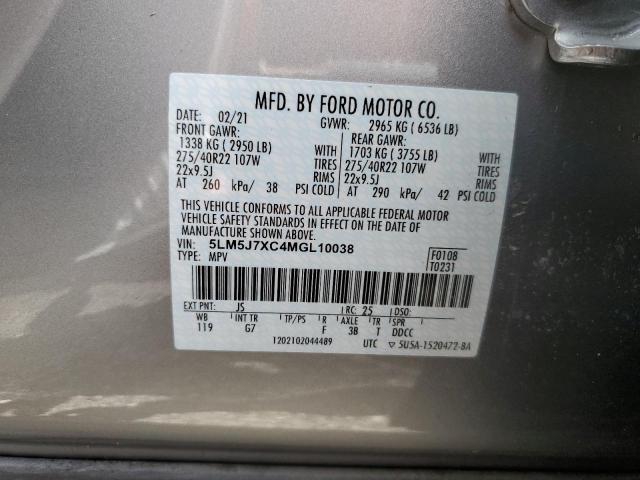 MFD. BY FORD MOTOR CO.
DATE: 02/21 GVWR: 2965 KG ( 6536 LB)
FRONT GAWR: REAR GAWR:
1338 KG ( 2950 LB) WITH 1703 KG ( 3755 LB) WITH
275/40R22 107W TIRES 275/40R22 107W TIRES
22x9.5J RIMS 22x9.5J RIMS
AT 260 kPa/ 38 PSI COLD AT 290 kPa/ 42 PSI COLD
THIS VEHICLE CONFORMS TO ALL APPLICABLE FEDERAL MOTOR
VEHICLE SAFETY STANDARDS IN EFFECT ON THE DATE OF
MANUFACTURE SHOWN ABOVE.
VIN: 5LM5J7XC4MGL10038 F0108
TYPE: MPV T0231
EXT PNT: JS RC: 25 DSO:
WB INT TR TP/PS R AXLE TR SPR
119 G7 F 3B T DDCC
1202102044489 UTC ▽ 5U5A-1520472-BA